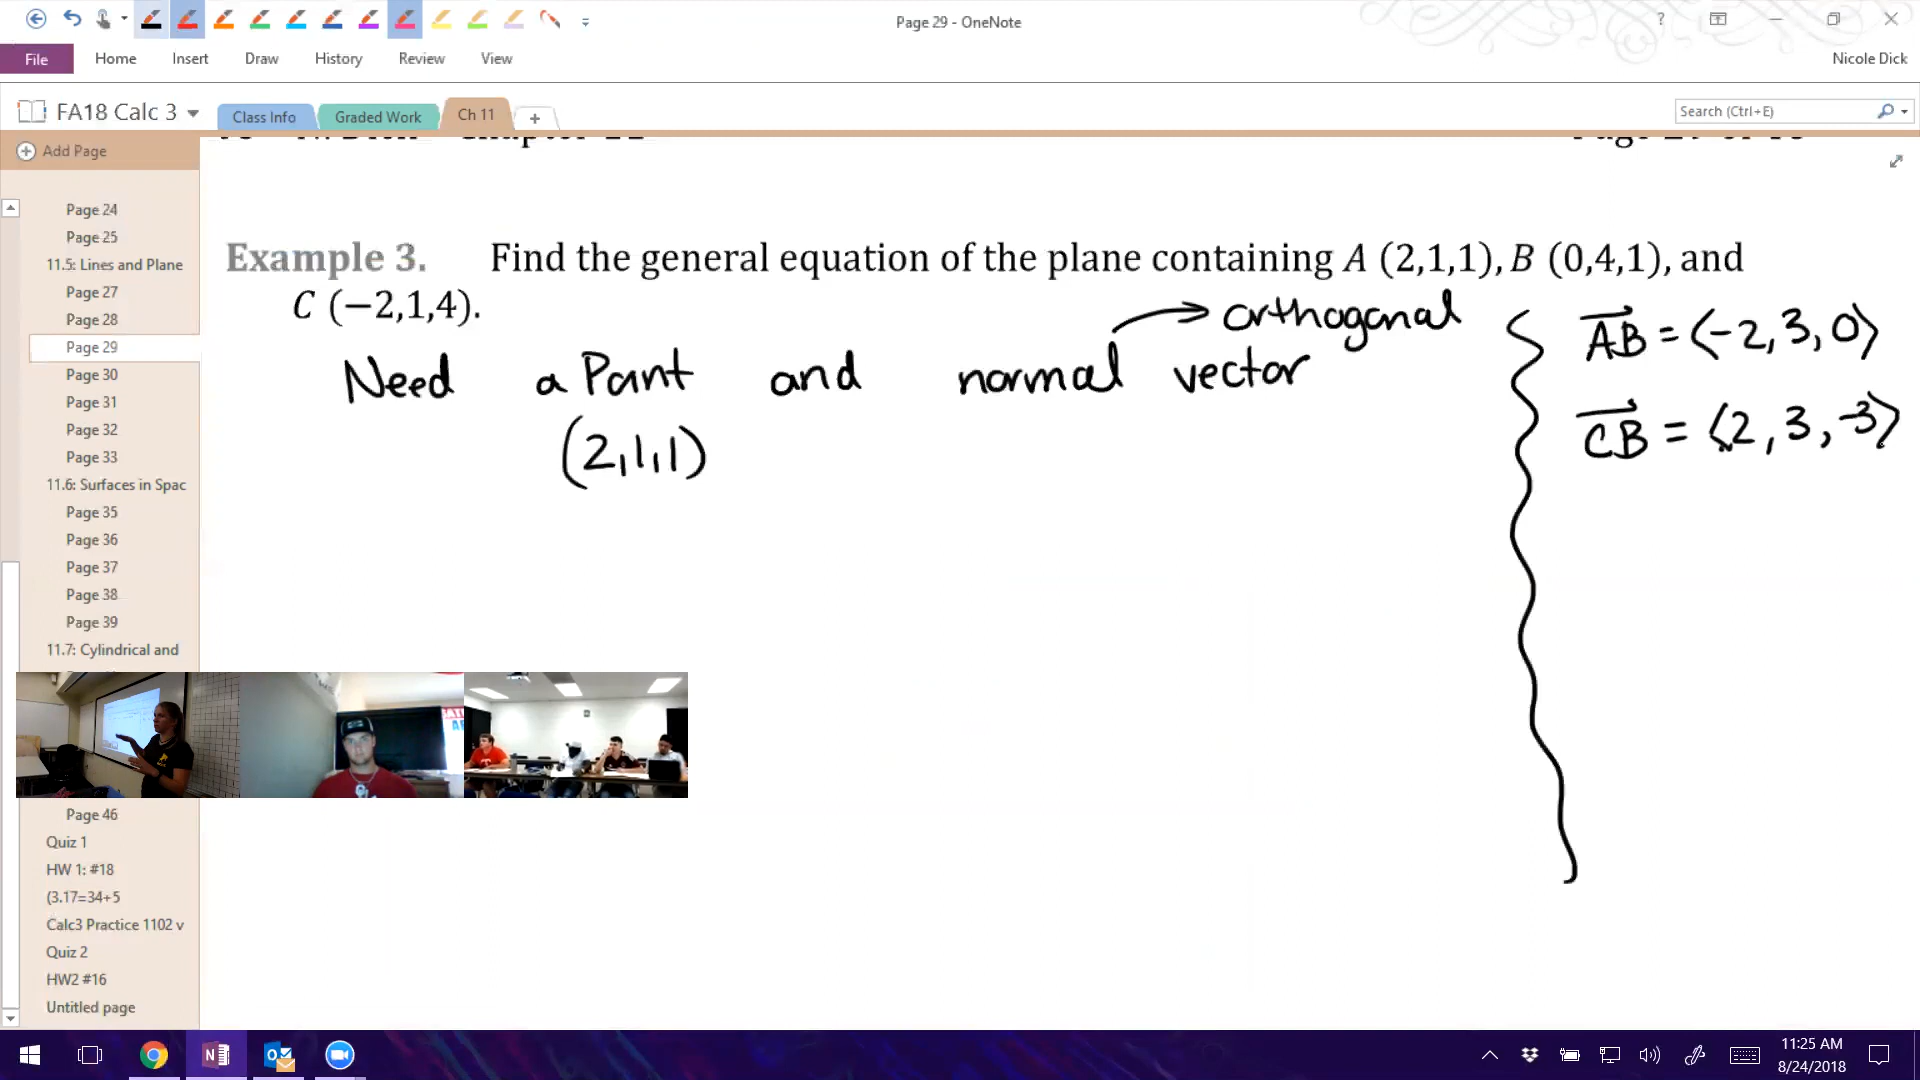 Page 29 - OneNote
?
File Home Insert Draw History Review View
Nicole Dick
FA18 Calc 3 Class Info Graded Work Ch 11 +
Search (Ctrl+E)
Add Page
Page 24
Page 25
11.5: Lines and Plane
Page 27
Page 28
Page 29
Page 30
Page 31
Page 32
Page 33
11.6: Surfaces in Spac
Page 35
Page 36
Page 37
Page 38
Page 39
11.7: Cylindrical and
Page 46
Quiz 1
HW 1: #18
(3.17=34+5
Calc3 Practice 1102 v
Quiz 2
HW2 #16
Untitled page
Example 3. Find the general equation of the plane containing A (2,1,1), B (0,4,1), and
C (−2,1,4).
orthogonal
Need a Point and normal vector
(2,1,1)
AB = ⟨-2, 3, 0⟩
CB = ⟨2, 3, -3⟩
11:25 AM
8/24/2018